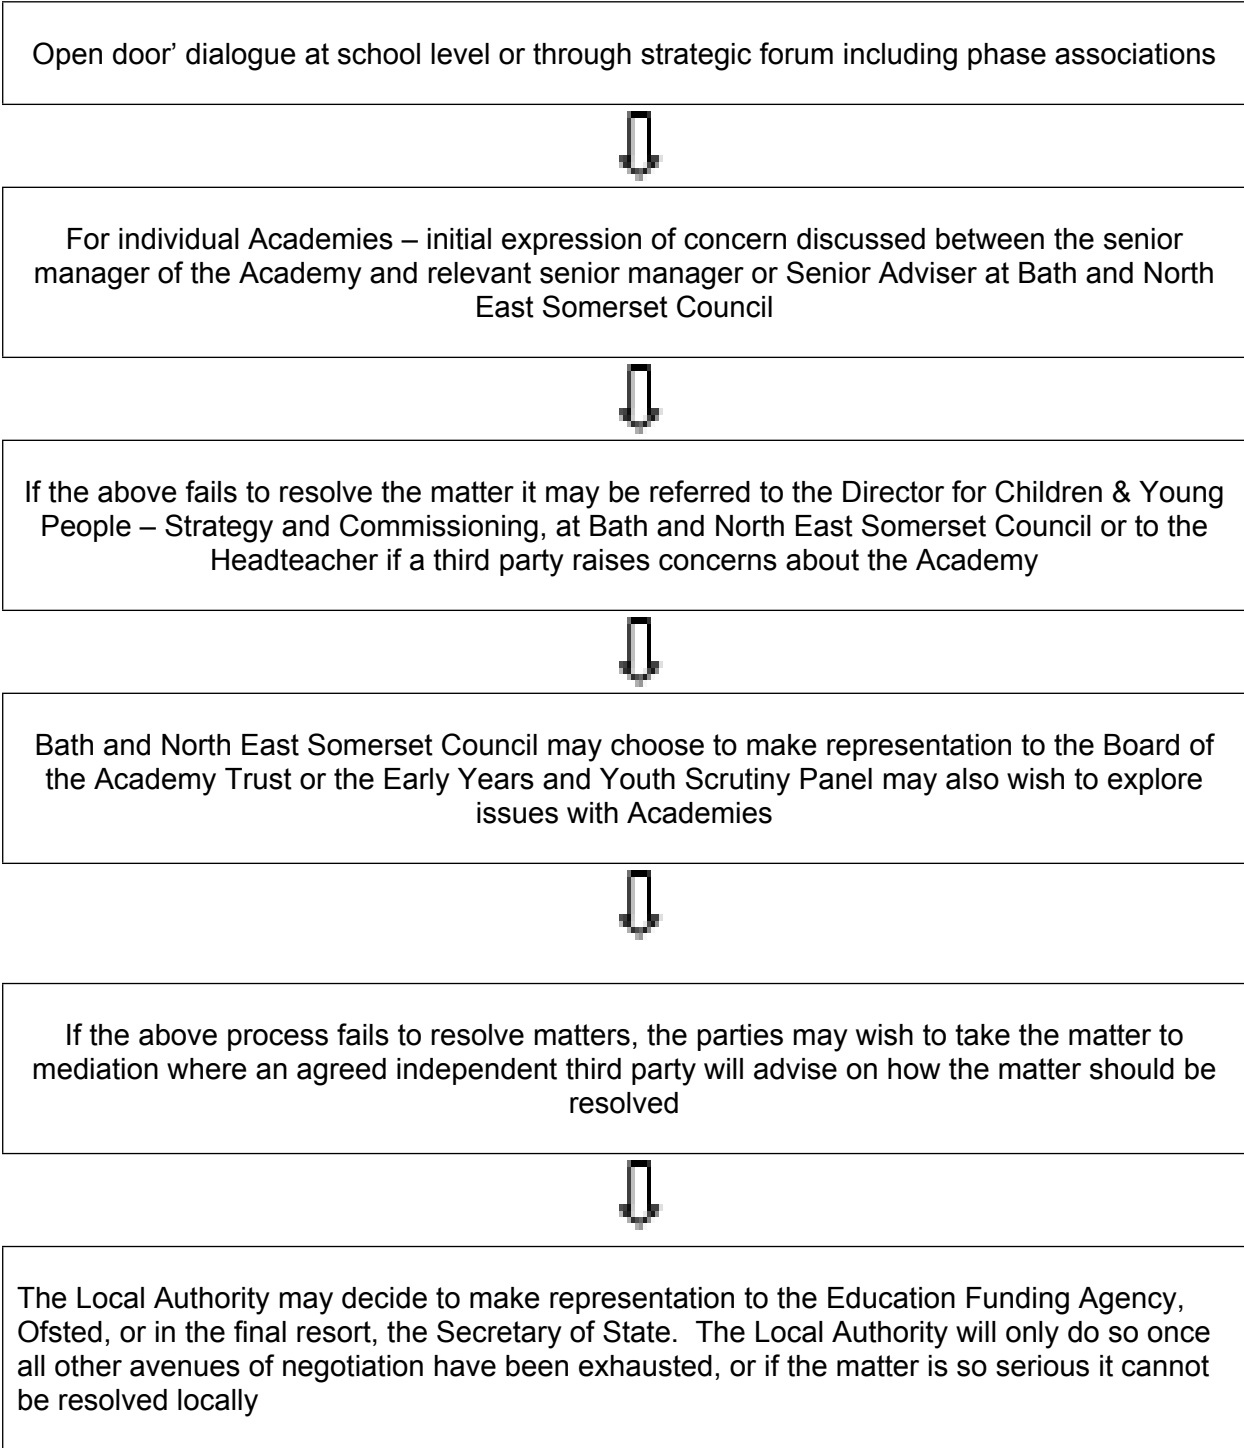 Open door’ dialogue at school level or through strategic forum including phase associations
For individual Academies – initial expression of concern discussed between the senior
manager of the Academy and relevant senior manager or Senior Adviser at Bath and North
East Somerset Council
If the above fails to resolve the matter it may be referred to the Director for Children & Young
People – Strategy and Commissioning, at Bath and North East Somerset Council or to the
Headteacher if a third party raises concerns about the Academy
Bath and North East Somerset Council may choose to make representation to the Board of
the Academy Trust or the Early Years and Youth Scrutiny Panel may also wish to explore
issues with Academies
If the above process fails to resolve matters, the parties may wish to take the matter to
mediation where an agreed independent third party will advise on how the matter should be
resolved
The Local Authority may decide to make representation to the Education Funding Agency,
Ofsted, or in the final resort, the Secretary of State.  The Local Authority will only do so once
all other avenues of negotiation have been exhausted, or if the matter is so serious it cannot
be resolved locally